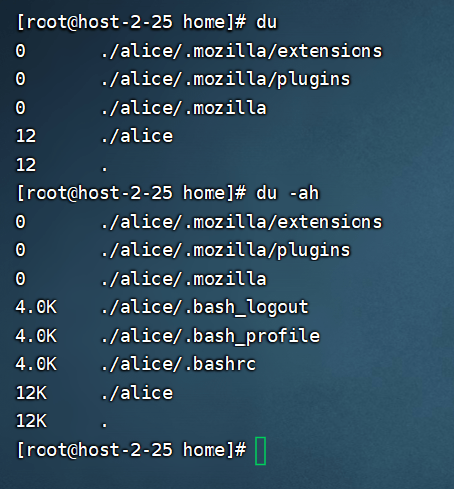 [root@host-2-25 home]# du
0       ./alice/.mozilla/extensions
0       ./alice/.mozilla/plugins
0       ./alice/.mozilla
12      ./alice
12      .
[root@host-2-25 home]# du -ah
0       ./alice/.mozilla/extensions
0       ./alice/.mozilla/plugins
0       ./alice/.mozilla
4.0K    ./alice/.bash_logout
4.0K    ./alice/.bash_profile
4.0K    ./alice/.bashrc
12K     ./alice
12K     .
[root@host-2-25 home]#